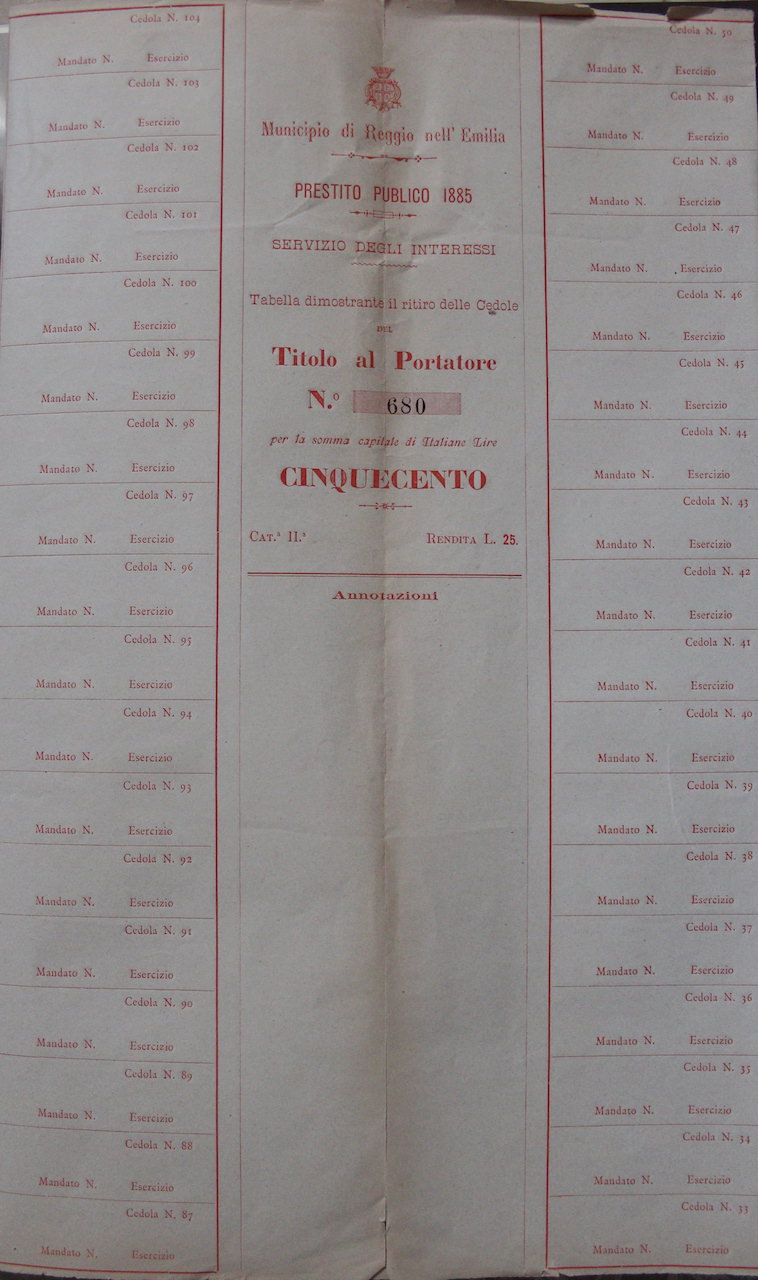 Cedola N. 104
Mandato N. Esercizio
Cedola N. 103
Mandato N. Esercizio
Cedola N. 102
Mandato N. Esercizio
Cedola N. 101
Mandato N. Esercizio
Cedola N. 100
Mandato N. Esercizio
Cedola N. 99
Mandato N. Esercizio
Cedola N. 98
Mandato N. Esercizio
Cedola N. 97
Mandato N. Esercizio
Cedola N. 96
Mandato N. Esercizio
Cedola N. 95
Mandato N. Esercizio
Cedola N. 94
Mandato N. Esercizio
Cedola N. 93
Mandato N. Esercizio
Cedola N. 92
Mandato N. Esercizio
Cedola N. 91
Mandato N. Esercizio
Cedola N. 90
Mandato N. Esercizio
Cedola N. 89
Mandato N. Esercizio
Cedola N. 88
Mandato N. Esercizio
Cedola N. 87
Mandato N. Esercizio
Municipio di Reggio nell' Emilia
PRESTITO PUBLICO 1885
SERVIZIO DEGLI INTERESSI
Tabella dimostrante il ritiro delle Cedole
DEL
Titolo al Portatore
N.º 680
per la somma capitale di Italiane Lire
CINQUECENTO
CAT.ª II.ª RENDITA L. 25.
Annotazioni
Cedola N. 50
Mandato N. Esercizio
Cedola N. 49
Mandato N. Esercizio
Cedola N. 48
Mandato N. Esercizio
Cedola N. 47
Mandato N. Esercizio
Cedola N. 46
Mandato N. Esercizio
Cedola N. 45
Mandato N. Esercizio
Cedola N. 44
Mandato N. Esercizio
Cedola N. 43
Mandato N. Esercizio
Cedola N. 42
Mandato N. Esercizio
Cedola N. 41
Mandato N. Esercizio
Cedola N. 40
Mandato N. Esercizio
Cedola N. 39
Mandato N. Esercizio
Cedola N. 38
Mandato N. Esercizio
Cedola N. 37
Mandato N. Esercizio
Cedola N. 36
Mandato N. Esercizio
Cedola N. 35
Mandato N. Esercizio
Cedola N. 34
Mandato N. Esercizio
Cedola N. 33
Mandato N. Esercizio